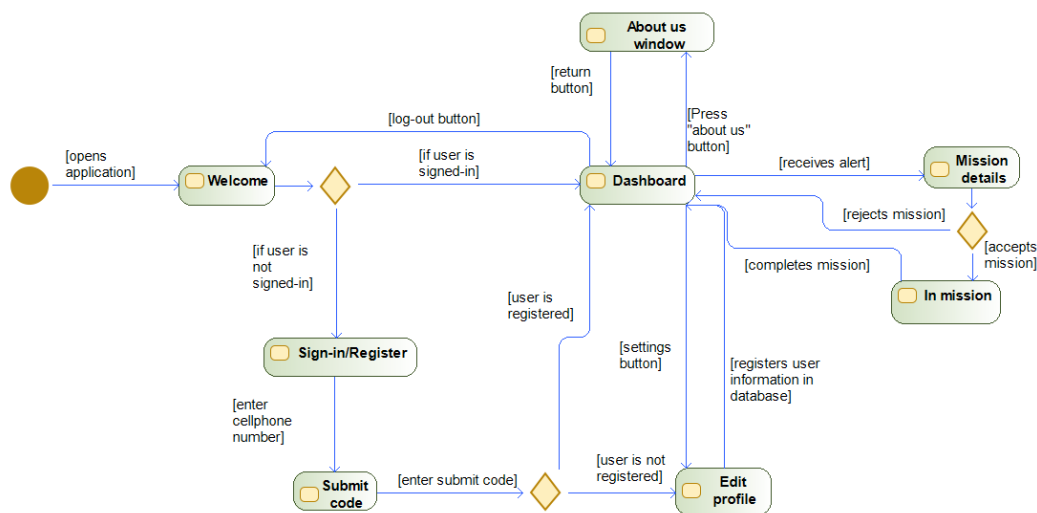 About us
window
[return
button]
[Press
"about us"
button]
[log-out button]
[opens
application]
[if user is
signed-in]
[receives alert]
Mission
details
Welcome
Dashboard
[rejects mission]
[if user is
not
signed-in]
[accepts
mission]
[completes mission]
In mission
[user is
registered]
Sign-in/Register
[settings
button]
[registers user
information in
database]
[enter
cellphone
number]
Submit
code
[enter submit code]
[user is not
registered]
Edit
profile